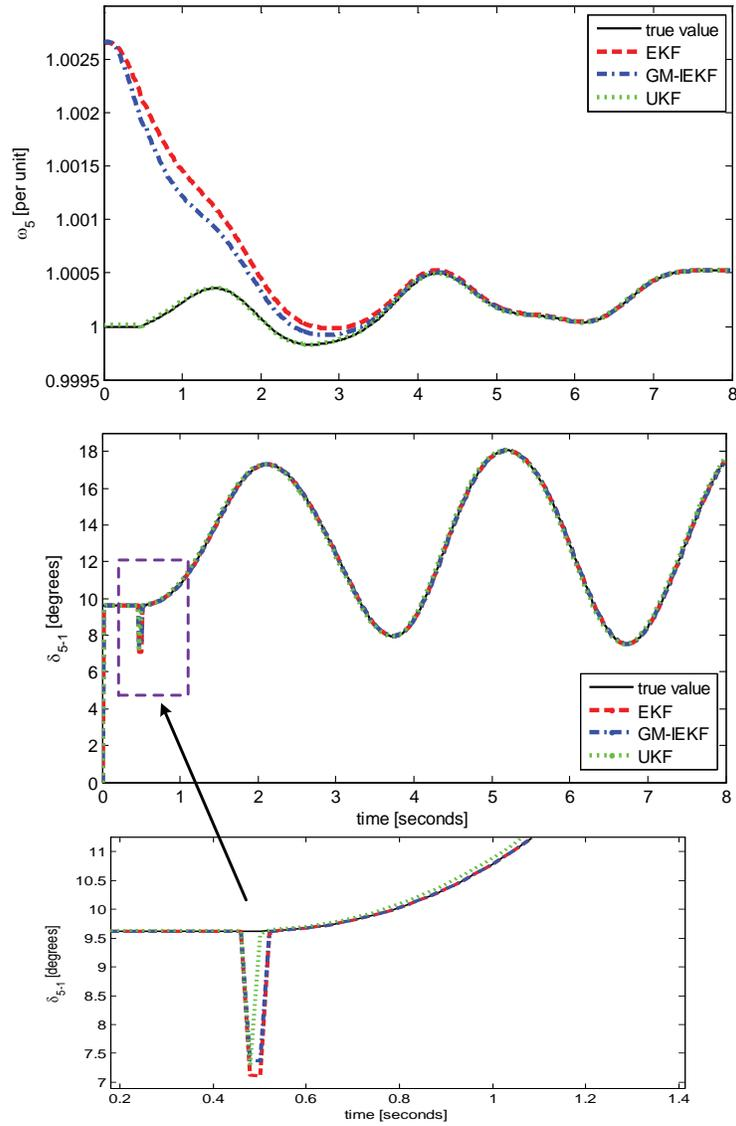 1.0025
1.002
1.0015
1.001
1.0005
1
0.9995
ω5 [per unit]
true value
EKF
GM-IEKF
UKF
0 1 2 3 4 5 6 7 8
18
16
14
12
10
8
6
4
2
0
δ5-1 [degrees]
true value
EKF
GM-IEKF
UKF
0 1 2 3 4 5 6 7 8
time [seconds]
11
10.5
10
9.5
9
8.5
8
7.5
7
δ5-1 [degrees]
0.2 0.4 0.6 0.8 1 1.2 1.4
time [seconds]